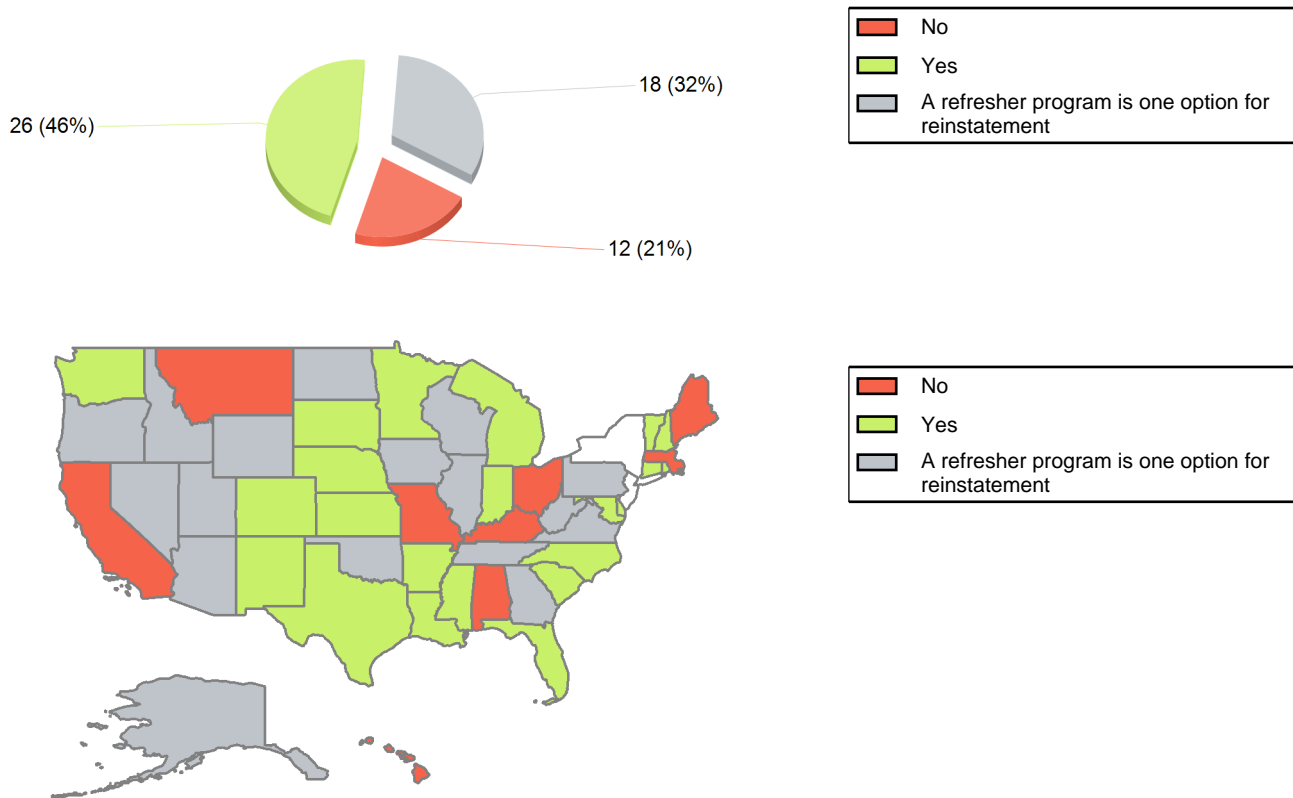 No
Yes
A refresher program is one option for
reinstatement
18 (32%)
26 (46%)
12 (21%)
No
Yes
A refresher program is one option for
reinstatement